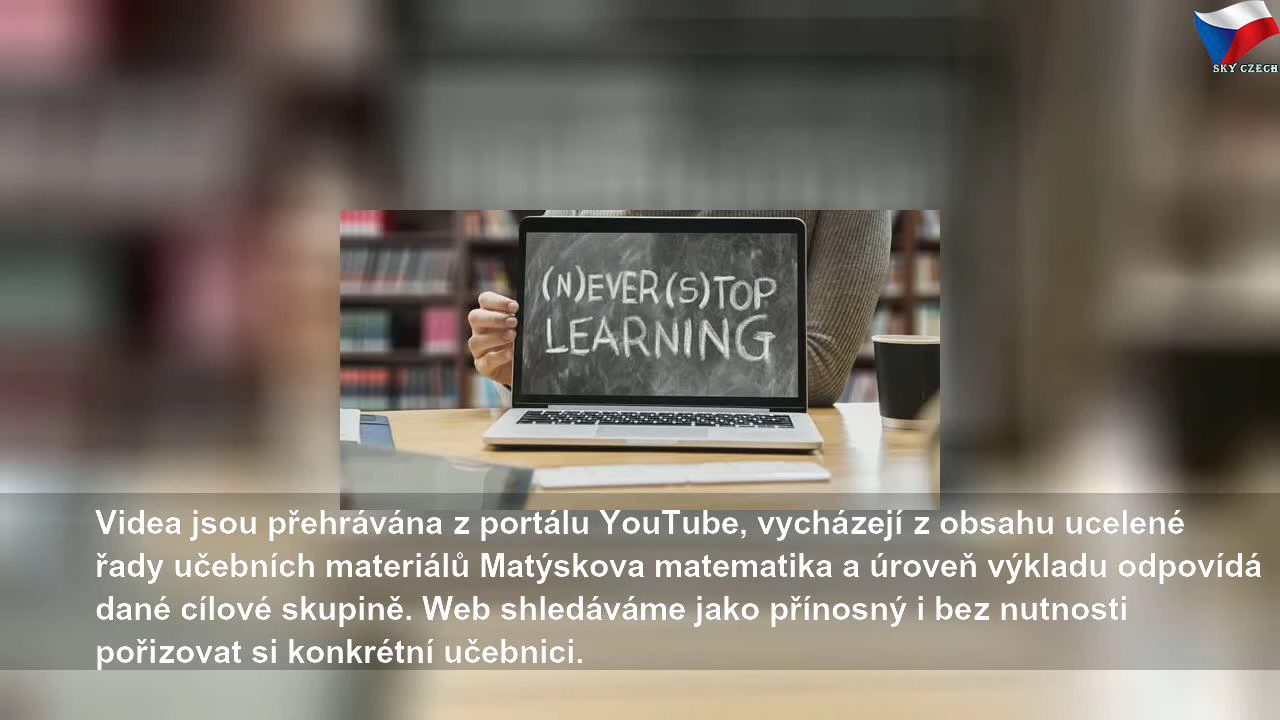 SKY CZECH
(N)EVER (S)TOP
LEARNING
Videa jsou přehrávána z portálu YouTube, vycházejí z obsahu ucelené
řady učebních materiálů Matýskova matematika a úroveň výkladu odpovídá
dané cílové skupině. Web shledáváme jako přínosný i bez nutnosti
pořizovat si konkrétní učebnici.